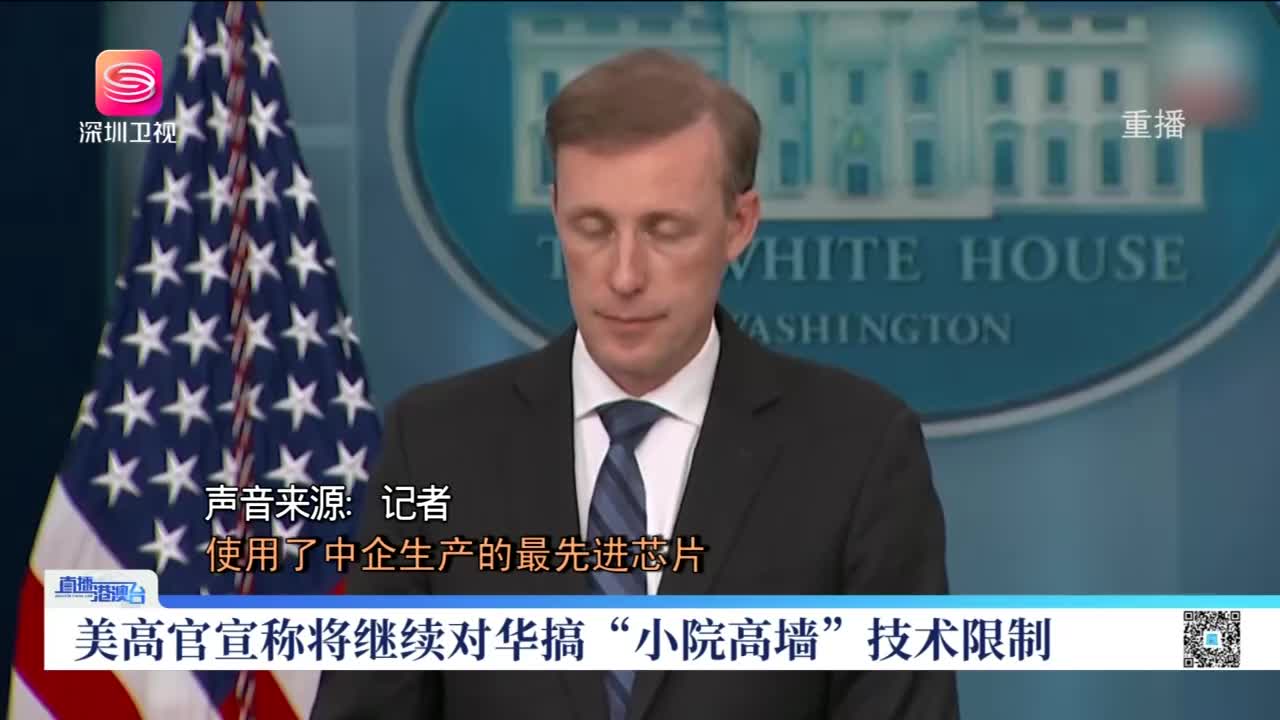 深圳卫视
重播
THE WHITE HOUSE
WASHINGTON
声音来源: 记者
使用了中企生产的最先进芯片
直播港澳台
美高官宣称将继续对华搞“小院高墙”技术限制